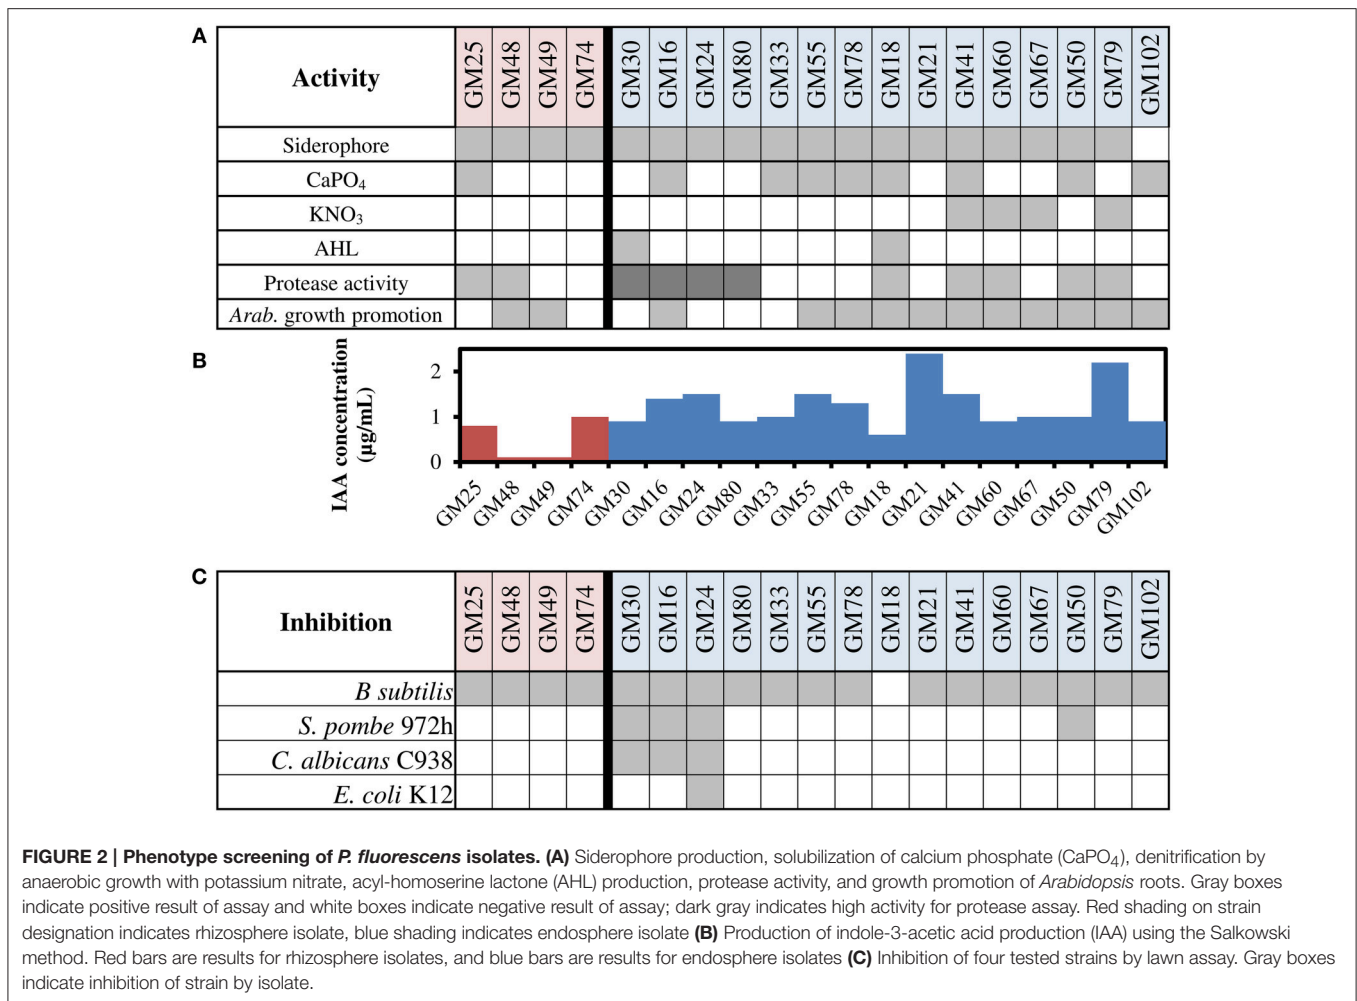 A
Activity GM25 GM48 GM49 GM74 GM30 GM16 GM24 GM80 GM33 GM55 GM78 GM18 GM21 GM41 GM60 GM67 GM50 GM79 GM102
Siderophore
CaPO₄
KNO₃
AHL
Protease activity
Arab. growth promotion
B
IAA concentration
(µg/mL)
2
1
0
GM25 GM48 GM49 GM74 GM30 GM16 GM24 GM80 GM33 GM55 GM78 GM18 GM21 GM41 GM60 GM67 GM50 GM79 GM102
C
Inhibition GM25 GM48 GM49 GM74 GM30 GM16 GM24 GM80 GM33 GM55 GM78 GM18 GM21 GM41 GM60 GM67 GM50 GM79 GM102
B subtilis
S. pombe 972h
C. albicans C938
E. coli K12
FIGURE 2 | Phenotype screening of P. fluorescens isolates. (A) Siderophore production, solubilization of calcium phosphate (CaPO₄), denitrification by
anaerobic growth with potassium nitrate, acyl-homoserine lactone (AHL) production, protease activity, and growth promotion of Arabidopsis roots. Gray boxes
indicate positive result of assay and white boxes indicate negative result of assay; dark gray indicates high activity for protease assay. Red shading on strain
designation indicates rhizosphere isolate, blue shading indicates endosphere isolate (B) Production of indole-3-acetic acid production (IAA) using the Salkowski
method. Red bars are results for rhizosphere isolates, and blue bars are results for endosphere isolates (C) Inhibition of four tested strains by lawn assay. Gray boxes
indicate inhibition of strain by isolate.